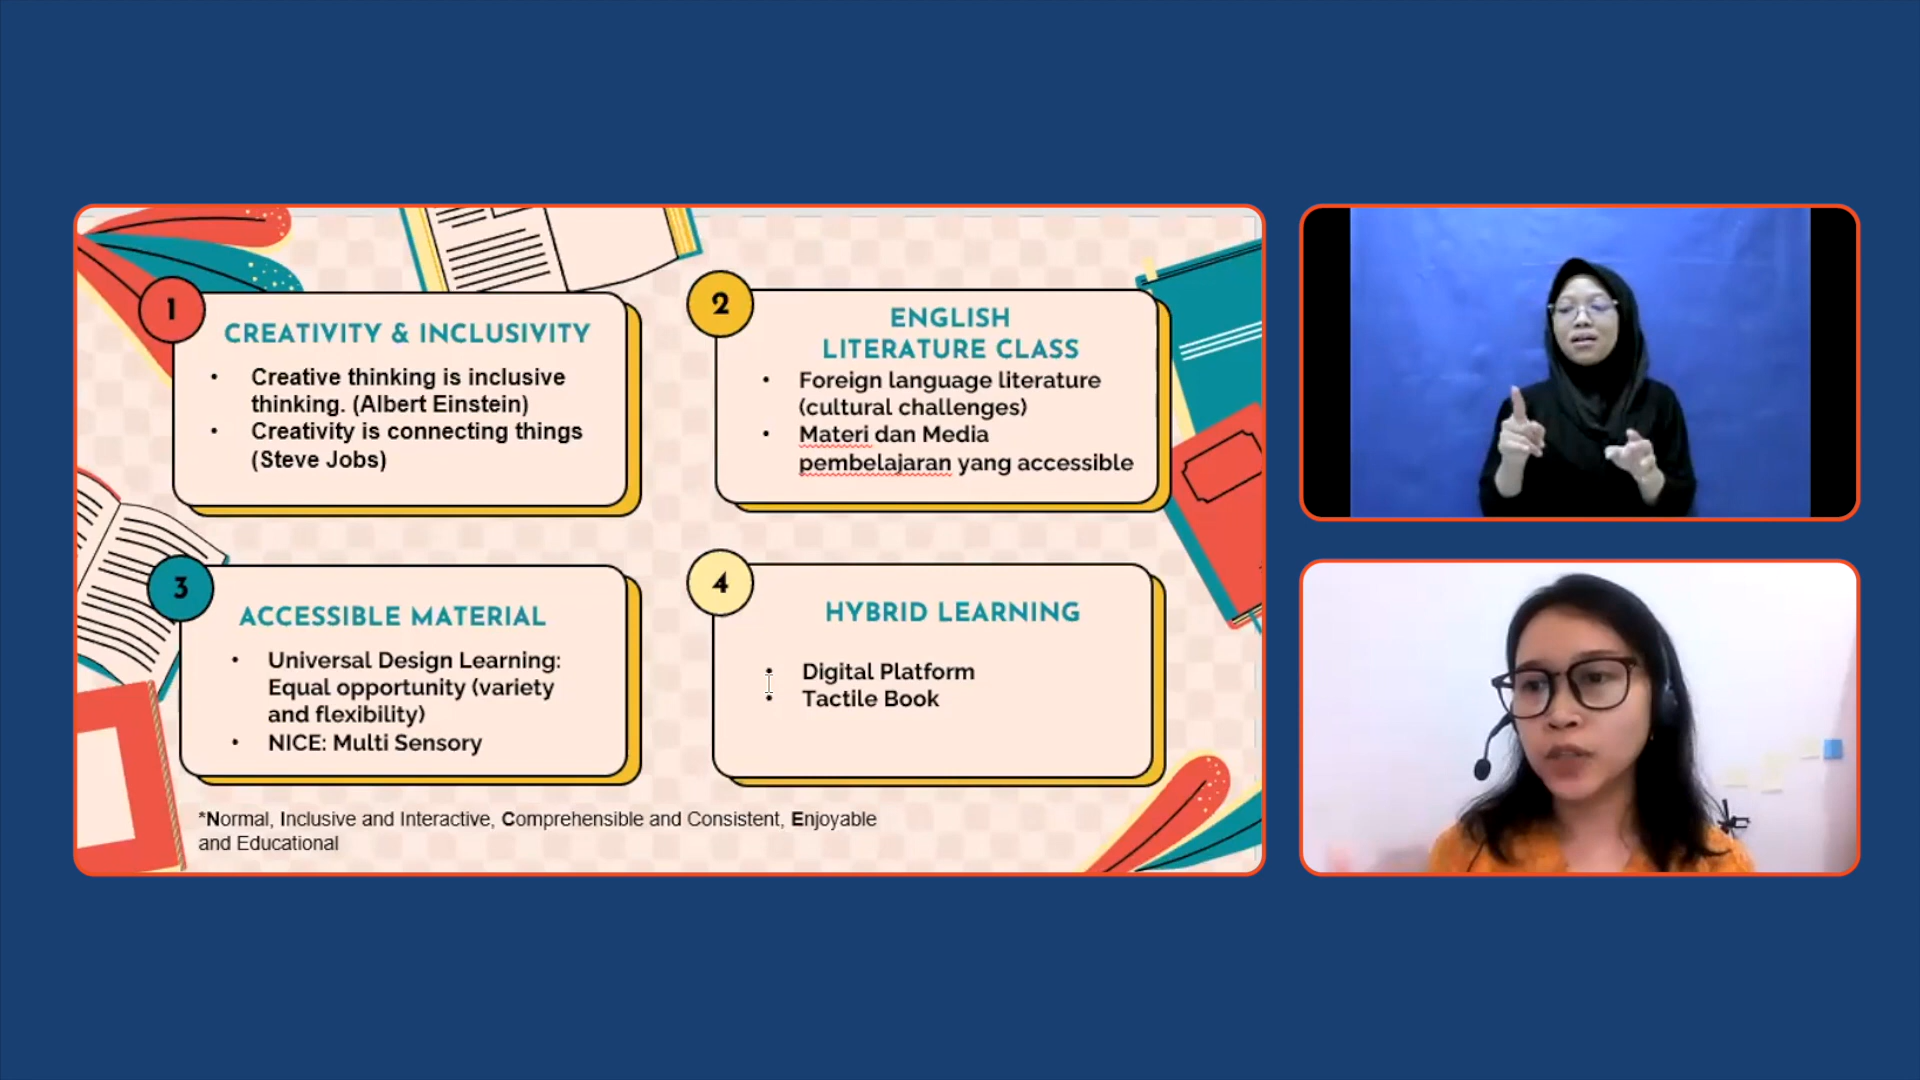 1
CREATIVITY & INCLUSIVITY
• Creative thinking is inclusive
thinking. (Albert Einstein)
• Creativity is connecting things
(Steve Jobs)
2
ENGLISH
LITERATURE CLASS
• Foreign language literature
(cultural challenges)
• Materi dan Media
pembelajaran yang accessible
3
ACCESSIBLE MATERIAL
• Universal Design Learning:
Equal opportunity (variety
and flexibility)
• NICE: Multi Sensory
4
HYBRID LEARNING
• Digital Platform
• Tactile Book
*Normal, Inclusive and Interactive, Comprehensible and Consistent, Enjoyable
and Educational